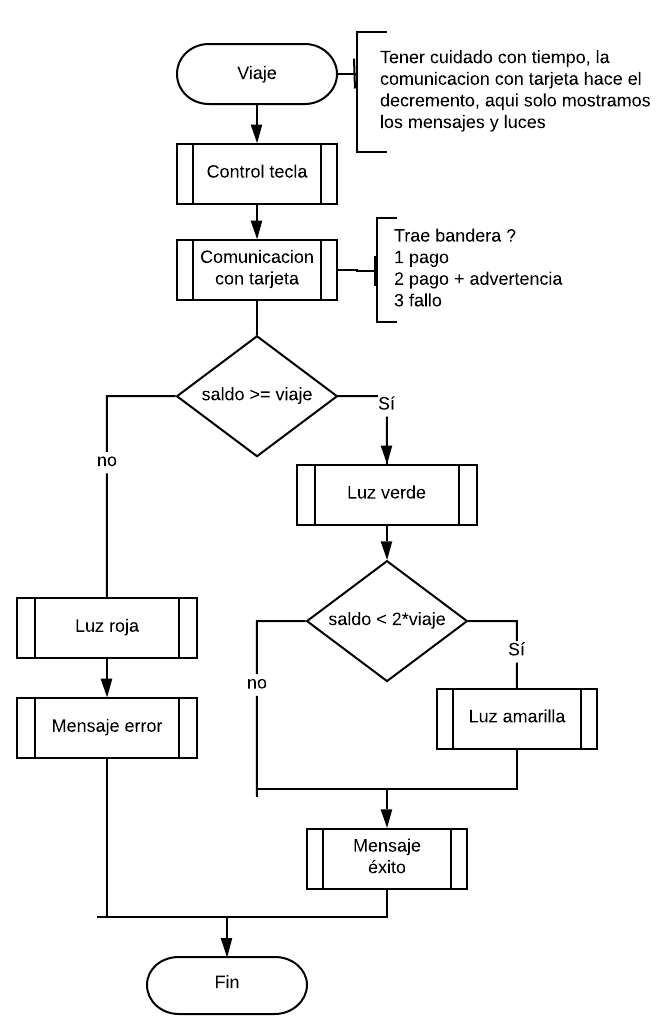 Viaje
Tener cuidado con tiempo, la
comunicacion con tarjeta hace el
decremento, aqui solo mostramos
los mensajes y luces
Control tecla
Comunicacion
con tarjeta
Trae bandera ?
1 pago
2 pago + advertencia
3 fallo
saldo >= viaje
Sí
no
Luz verde
saldo < 2*viaje
Luz roja
Sí
no
Mensaje error
Luz amarilla
Mensaje
éxito
Fin